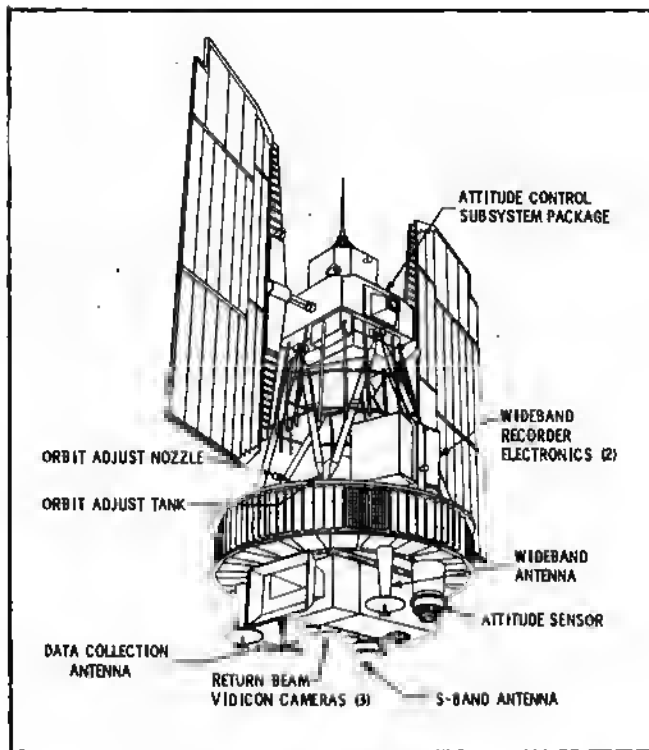 ATTITUDE CONTROL
SUBSYSTEM PACKAGE
WIDEBAND
RECORDER
ELECTRONICS (2)
ORBIT ADJUST NOZZLE
ORBIT ADJUST TANK
WIDEBAND
ANTENNA
ATTITUDE SENSOR
DATA COLLECTION
ANTENNA
RETURN BEAM
VIDICON CAMERAS (3)
S-BAND ANTENNA